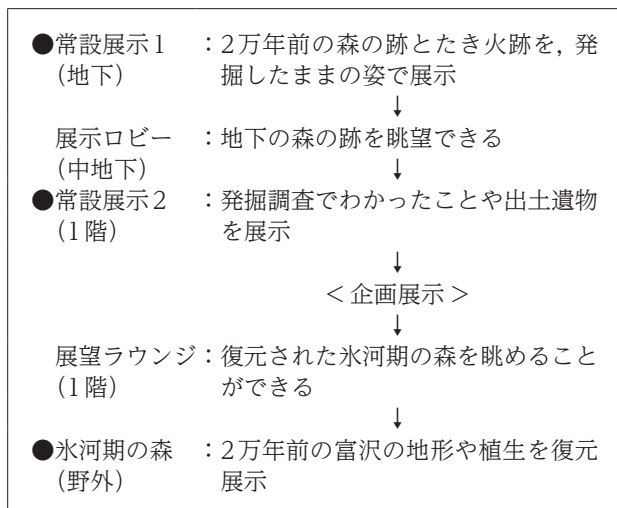 ●常設展示1 :2万年前の森の跡とたき火跡を, 発
(地下) 掘したままの姿で展示
↓
展示ロビー :地下の森の跡を眺望できる
(中地下) ↓
●常設展示2 :発掘調査でわかったことや出土遺物
(1階) を展示
↓
<企画展示>
↓
展望ラウンジ:復元された氷河期の森を眺めること
(1階) ができる
↓
●氷河期の森 :2万年前の富沢の地形や植生を復元
(野外) 展示